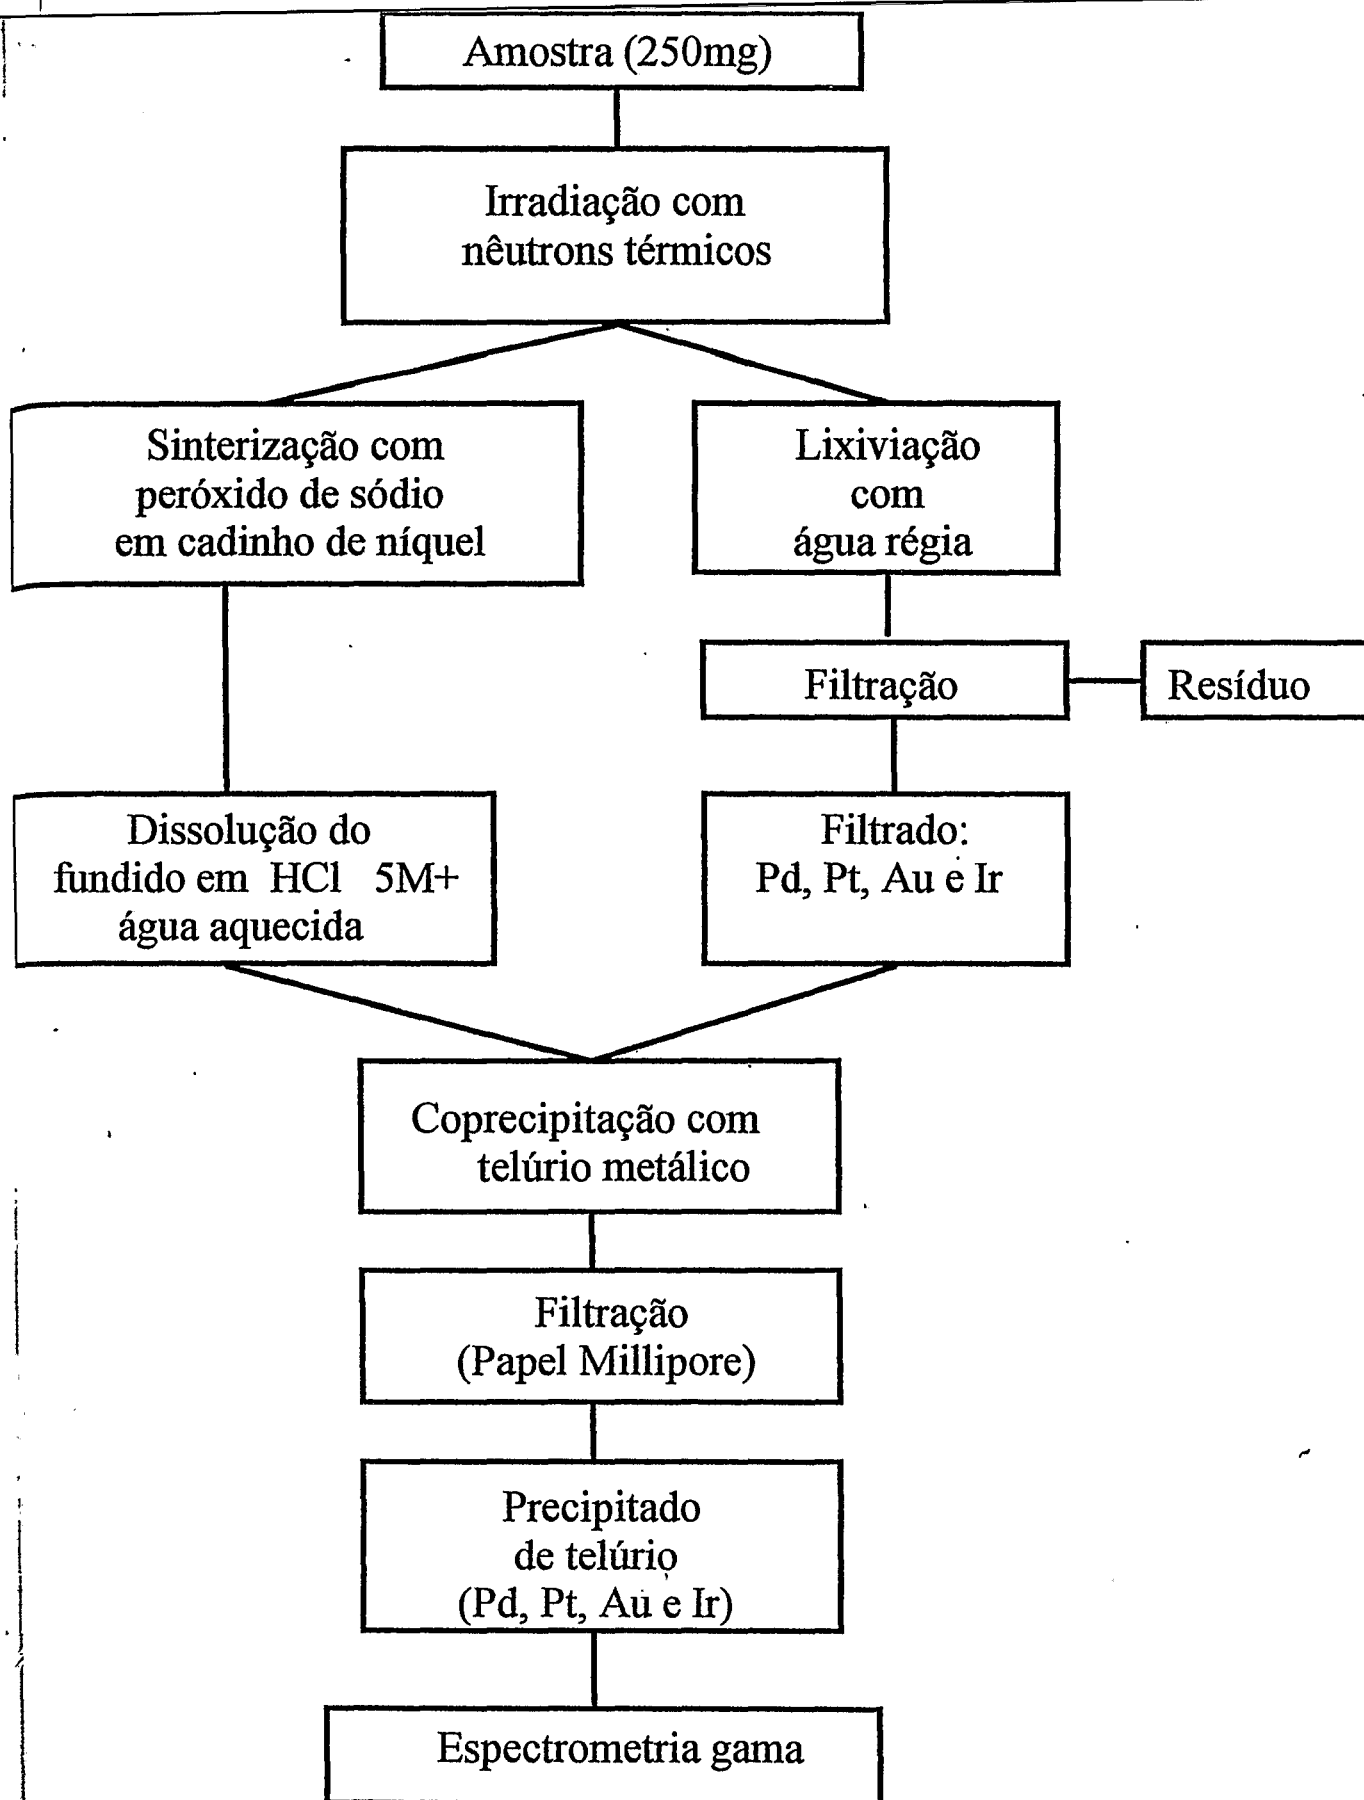 Amostra (250mg)
Irradiação com
nêutrons térmicos
Sinterização com
peróxido de sódio
em cadinho de níquel
Lixiviação
com
água régia
Filtração
Resíduo
Dissolução do
fundido em HCl 5M+
água aquecida
Filtrado:
Pd, Pt, Au e Ir
Coprecipitação com
telúrio metálico
Filtração
(Papel Millipore)
Precipitado
de telúrio
(Pd, Pt, Au e Ir)
Espectrometria gama